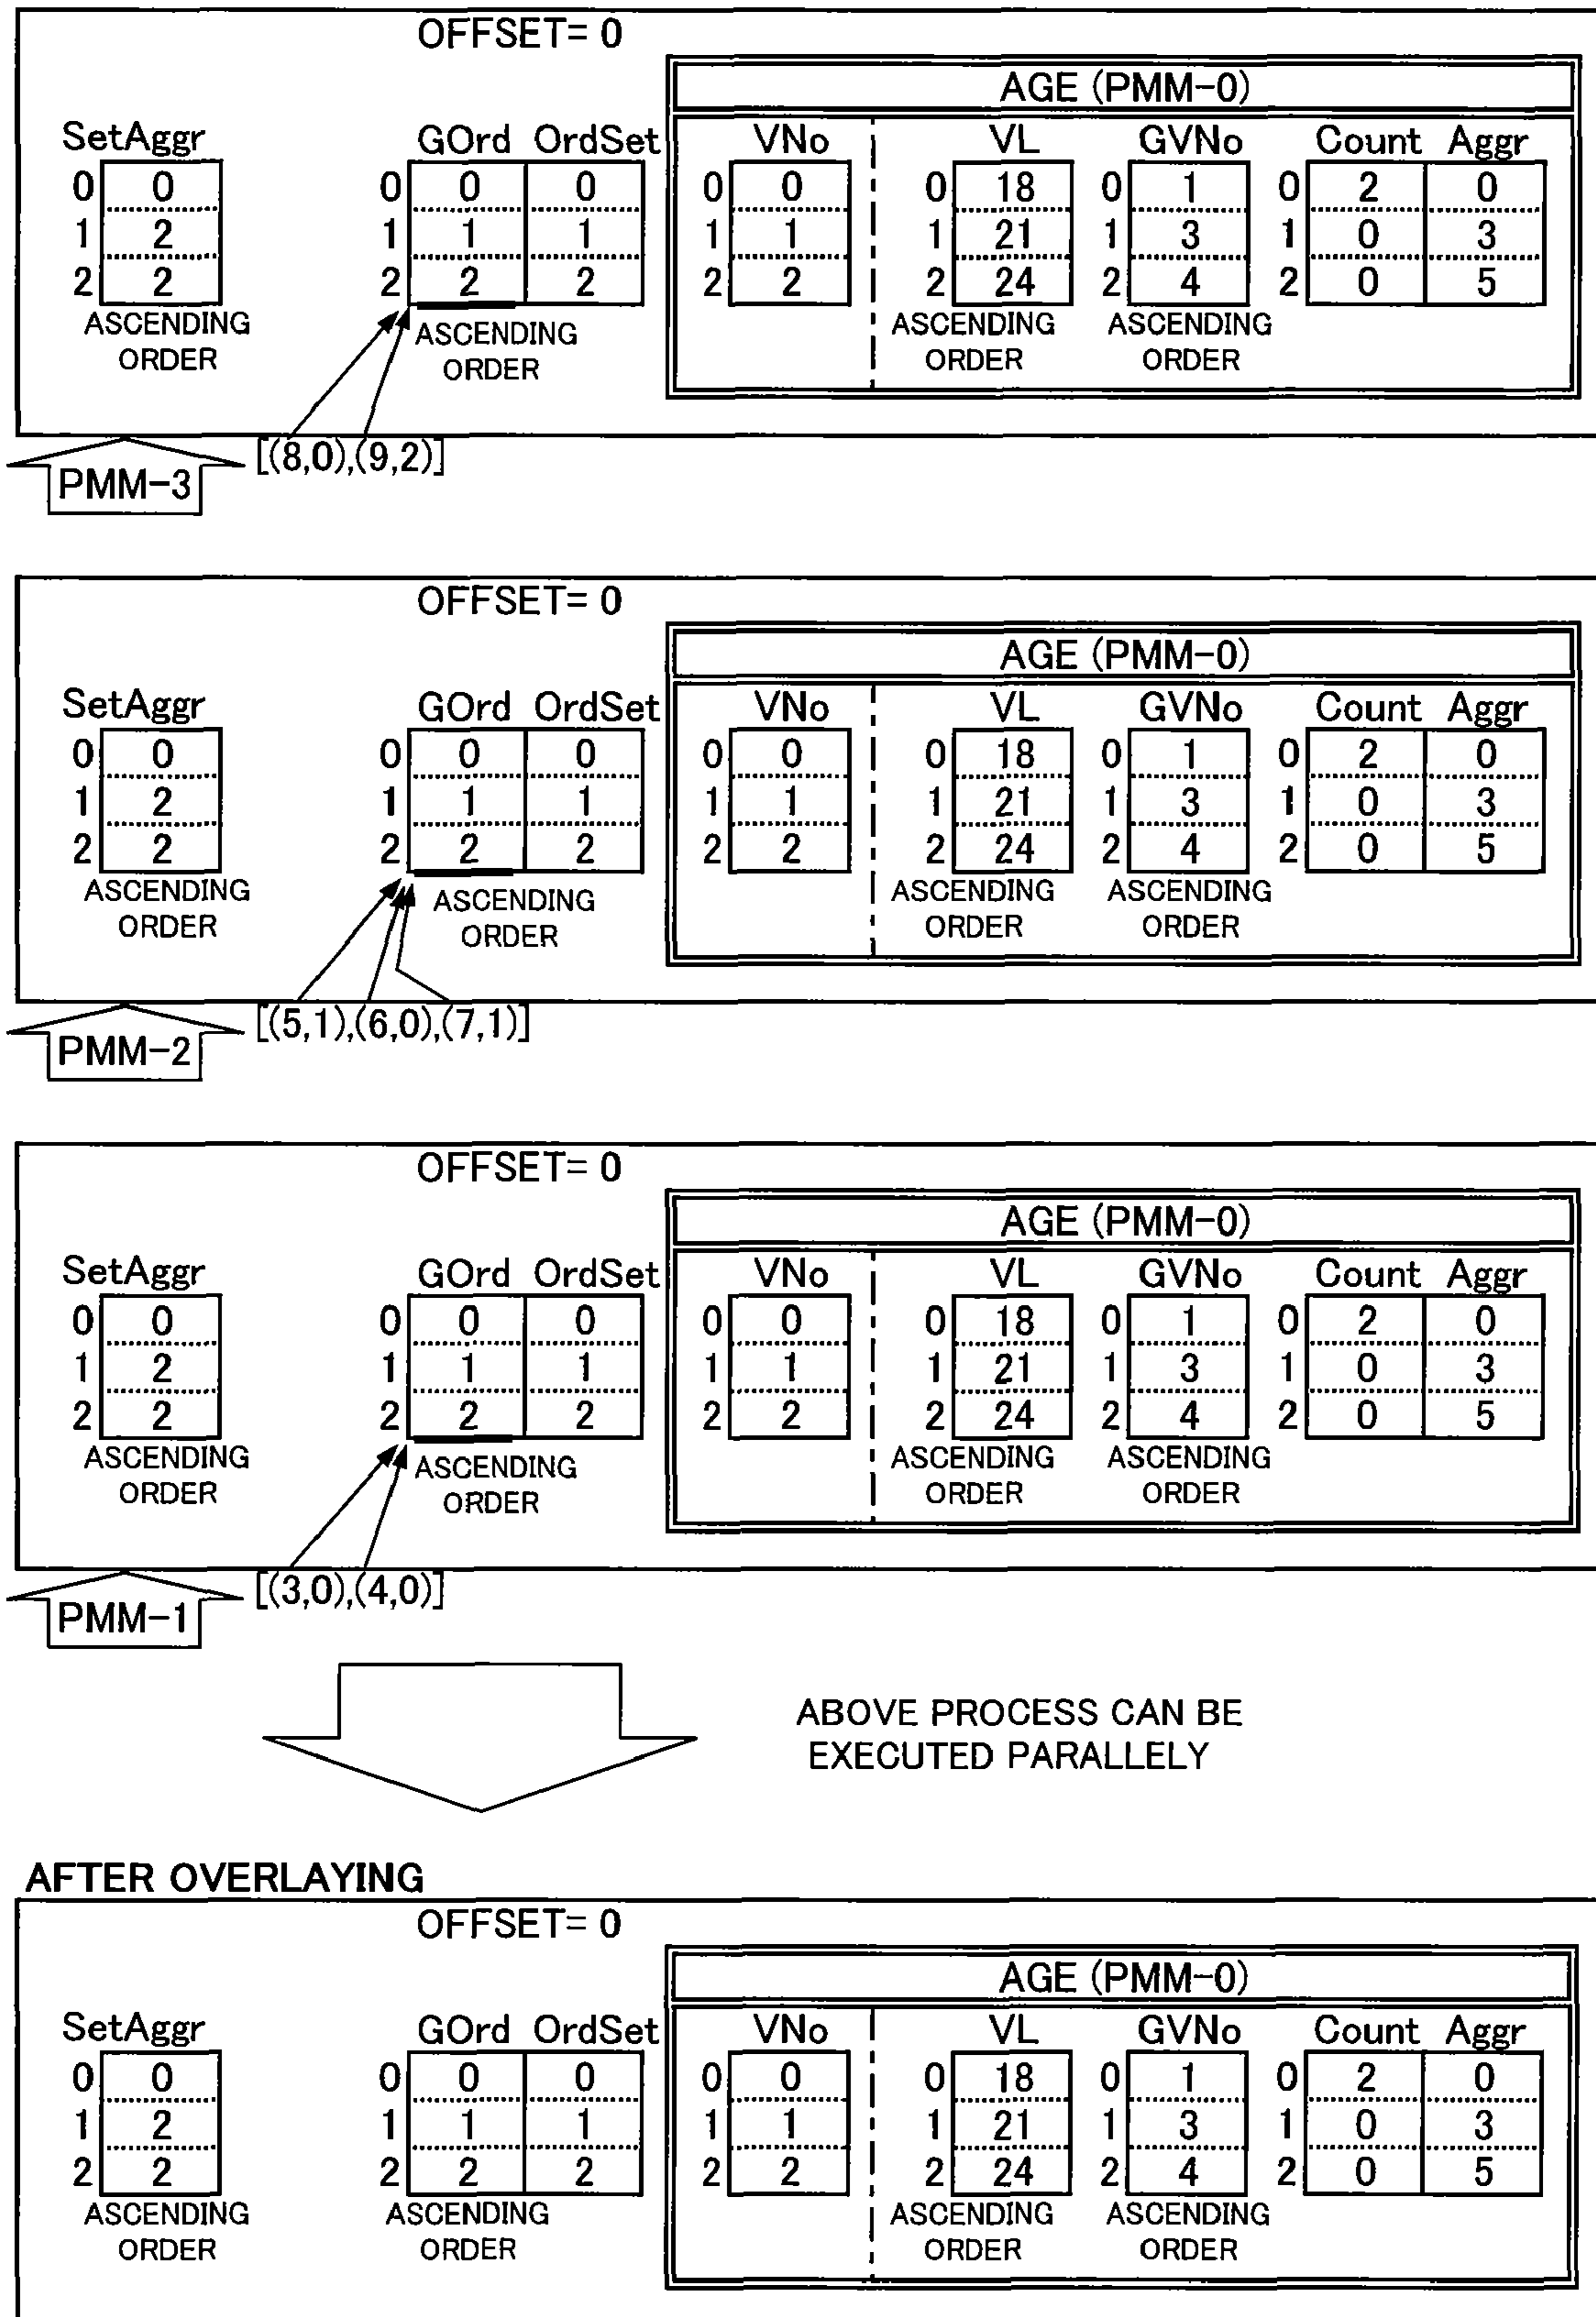 OFFSET= 0
AGE (PMM-0)
SetAggr GOrd OrdSet VNo VL GVNo Count Aggr
0 0 0 0 0 0 0 0 18 0 1 0 2 0
1 2 1 1 1 1 1 1 21 1 3 1 0 3
2 2 2 2 2 2 2 2 24 2 4 2 0 5
ASCENDING ASCENDING ASCENDING ASCENDING
ORDER ORDER ORDER ORDER
[(8,0),(9,2)]
PMM-3
OFFSET= 0
AGE (PMM-0)
SetAggr GOrd OrdSet VNo VL GVNo Count Aggr
0 0 0 0 0 0 0 0 18 0 1 0 2 0
1 2 1 1 1 1 1 1 21 1 3 1 0 3
2 2 2 2 2 2 2 2 24 2 4 2 0 5
ASCENDING ASCENDING ASCENDING ASCENDING
ORDER ORDER ORDER ORDER
[(5,1),(6,0),(7,1)]
PMM-2
OFFSET= 0
AGE (PMM-0)
SetAggr GOrd OrdSet VNo VL GVNo Count Aggr
0 0 0 0 0 0 0 0 18 0 1 0 2 0
1 2 1 1 1 1 1 1 21 1 3 1 0 3
2 2 2 2 2 2 2 2 24 2 4 2 0 5
ASCENDING ASCENDING ASCENDING ASCENDING
ORDER ORDER ORDER ORDER
[(3,0),(4,0)]
PMM-1
ABOVE PROCESS CAN BE
EXECUTED PARALLELY
AFTER OVERLAYING
OFFSET= 0
AGE (PMM-0)
SetAggr GOrd OrdSet VNo VL GVNo Count Aggr
0 0 0 0 0 0 0 0 18 0 1 0 2 0
1 2 1 1 1 1 1 1 21 1 3 1 0 3
2 2 2 2 2 2 2 2 24 2 4 2 0 5
ASCENDING ASCENDING ASCENDING ASCENDING
ORDER ORDER ORDER ORDER